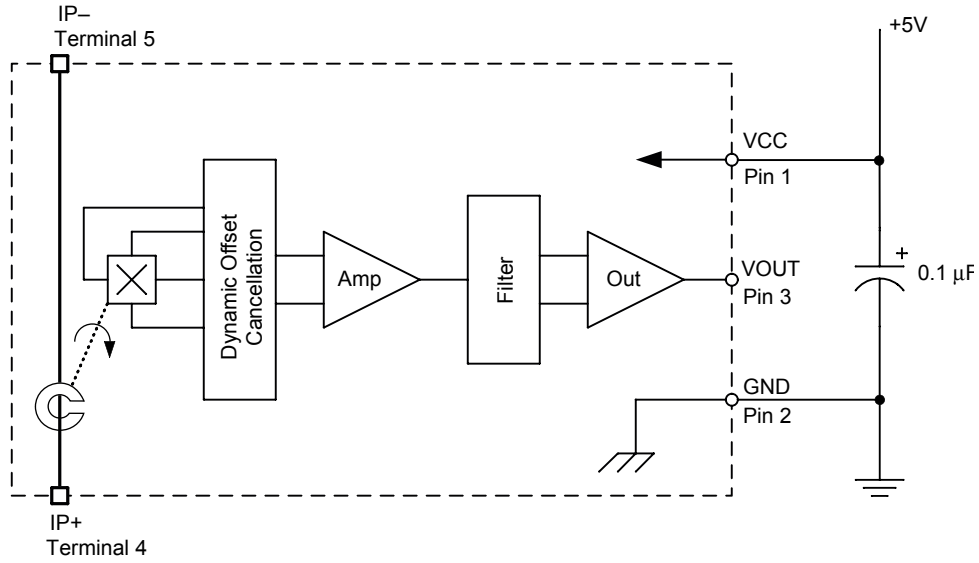 IP–
Terminal 5
+5V
VCC
Pin 1
Dynamic Offset
Cancellation
Amp
Filter
Out
VOUT
Pin 3
+
0.1 µF
GND
Pin 2
IP+
Terminal 4